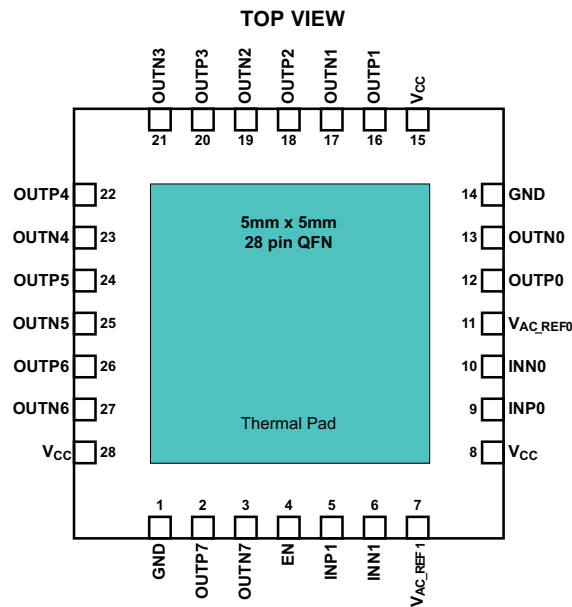 TOP VIEW
OUTN3 OUTP3 OUTN2 OUTP2 OUTN1 OUTP1 VCC
21 20 19 18 17 16 15
OUTP4 22
OUTN4 23
OUTP5 24
OUTN5 25
OUTP6 26
OUTN6 27
VCC 28
5mm x 5mm
28 pin QFN
Thermal Pad
14 GND
13 OUTN0
12 OUTP0
11 VAC_REF0
10 INN0
9 INP0
8 VCC
1 2 3 4 5 6 7
GND OUTP7 OUTN7 EN INP1 INN1 VAC_REF1